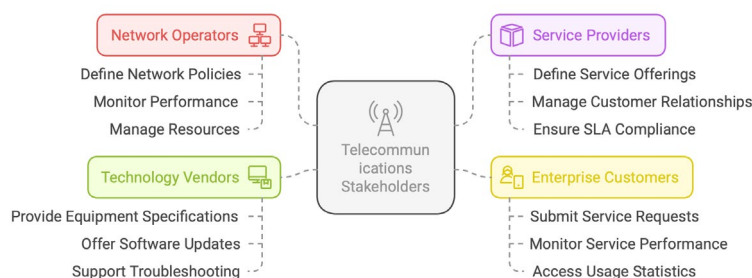 Network Operators
Define Network Policies
Monitor Performance
Manage Resources
Technology Vendors
Provide Equipment Specifications
Offer Software Updates
Support Troubleshooting
Telecommun
ications
Stakeholders
Service Providers
Define Service Offerings
Manage Customer Relationships
Ensure SLA Compliance
Enterprise Customers
Submit Service Requests
Monitor Service Performance
Access Usage Statistics